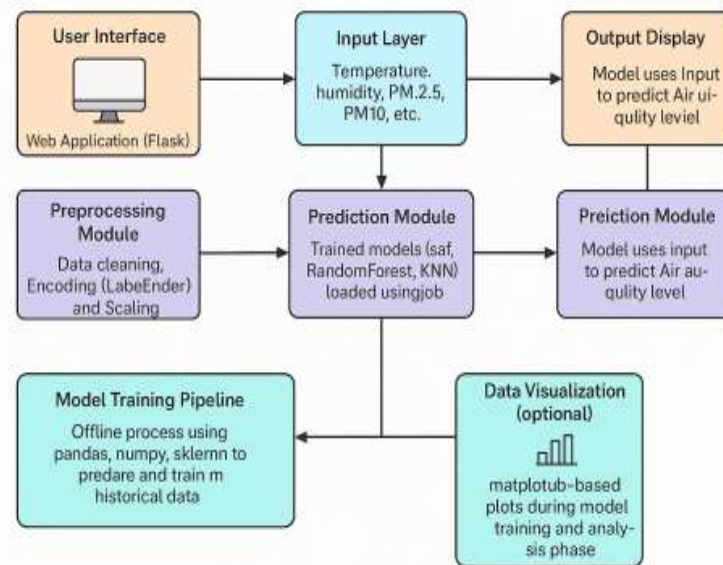 User Interface
Web Application (Flask)
Input Layer
Temperature.
humidity, PM.2.5,
PM10, etc.
Output Display
Model uses Input
to predict Air ui-
qulity leviel
Preprocessing
Module
Data cleaning,
Encoding (LabeEnder)
and Scaling
Prediction Module
Trained models (saf,
RandomForest, KNN)
loaded usingjob
Preiction Module
Model uses input
to predict Air au-
qulity level
Model Training Pipeline
Offline process using
pandas, numpy, sklernn to
predare and train m
historical data
Data Visualization
(optional)
matplotub-based
plots during model
training and analy-
sis phase